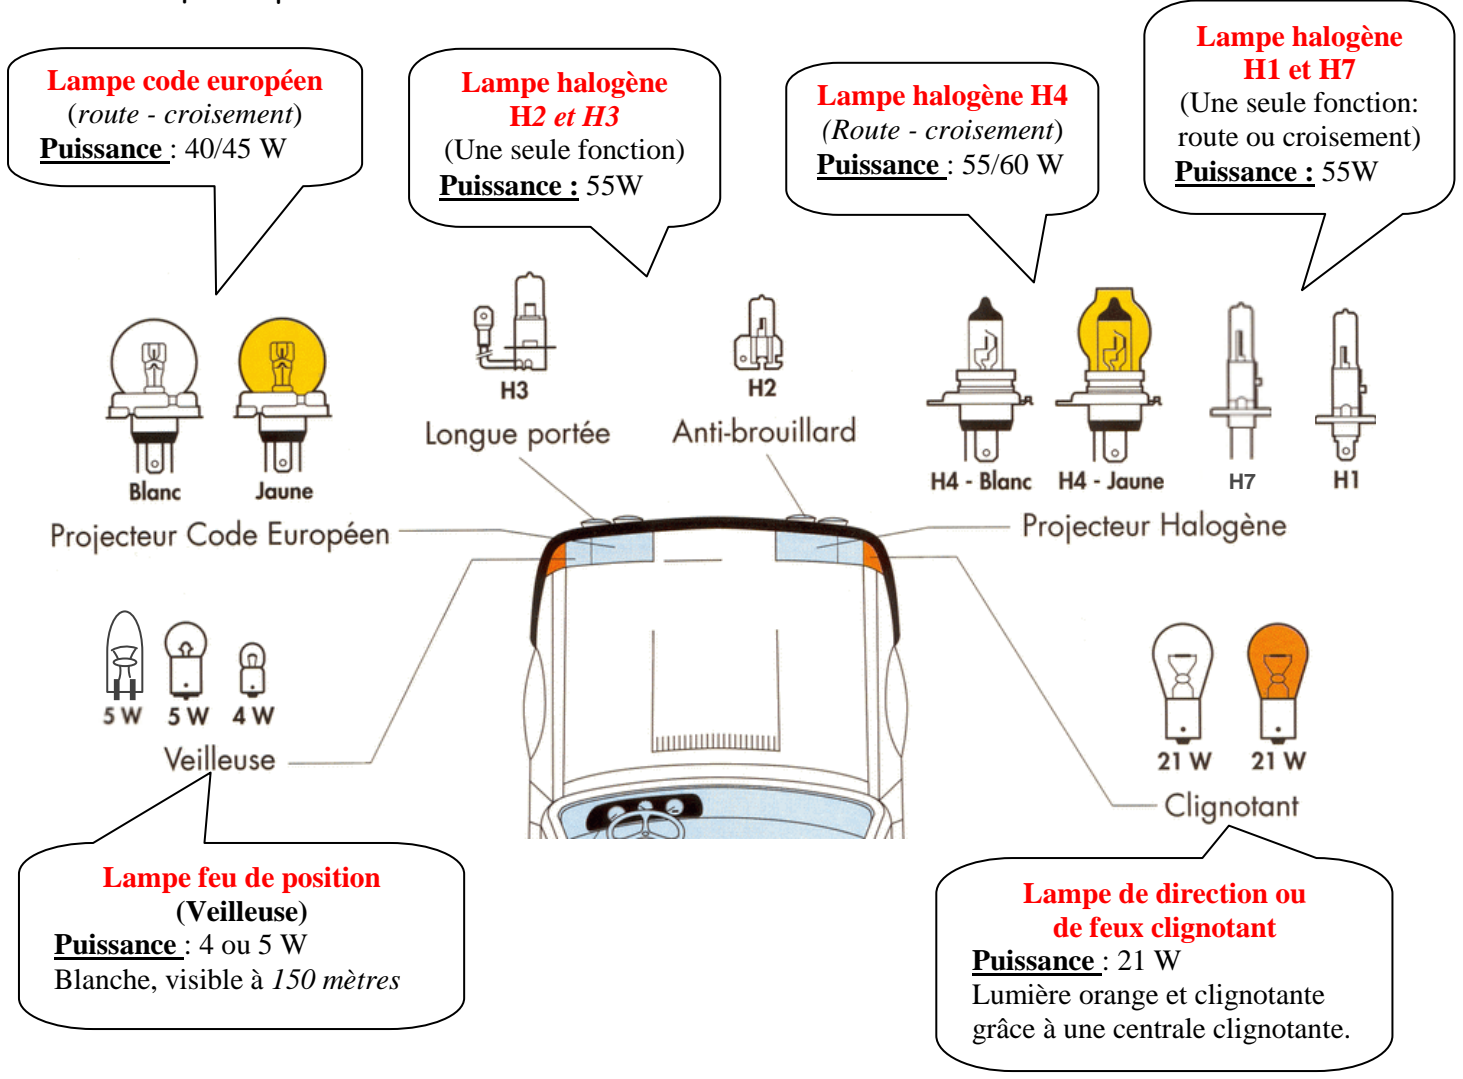 Lampe code européen
(route - croisement)
Puissance : 40/45 W
Lampe halogène
H2 et H3
(Une seule fonction)
Puissance : 55W
Lampe halogène H4
(Route - croisement)
Puissance : 55/60 W
Lampe halogène
H1 et H7
(Une seule fonction:
route ou croisement)
Puissance : 55W
Blanc
Jaune
Projecteur Code Européen
H3
Longue portée
H2
Anti-brouillard
H4 - Blanc
H4 - Jaune
H7
H1
Projecteur Halogène
5 W
5 W
4 W
Veilleuse
21 W
21 W
Clignotant
Lampe feu de position
(Veilleuse)
Puissance : 4 ou 5 W
Blanche, visible à 150 mètres
Lampe de direction ou
de feux clignotant
Puissance : 21 W
Lumière orange et clignotante
grâce à une centrale clignotante.